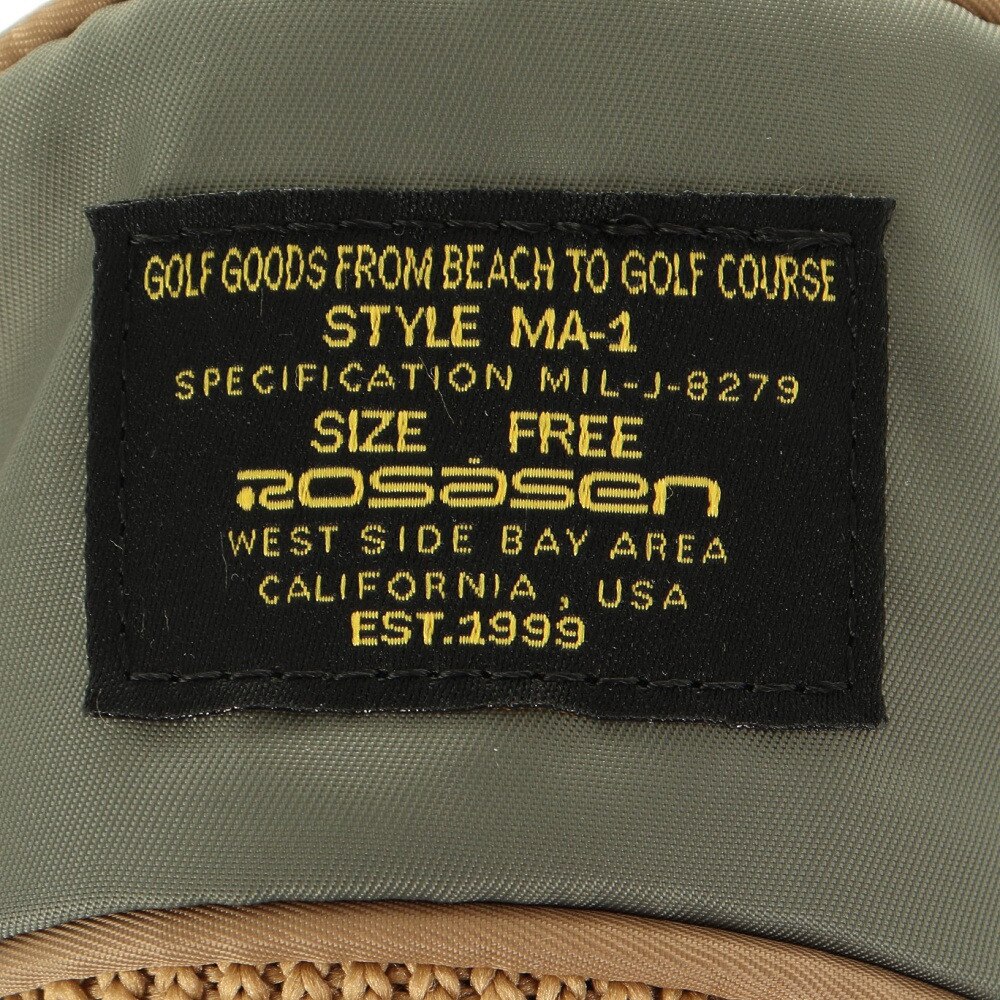 GOLF GOODS FROM BEACH TO GOLF COURSE
STYLE MA-1
SPECIFICATION MIL-J-8279
SIZE FREE
ROSÄSEN
WEST SIDE BAY AREA
CALIFORNIA , USA
EST.1999